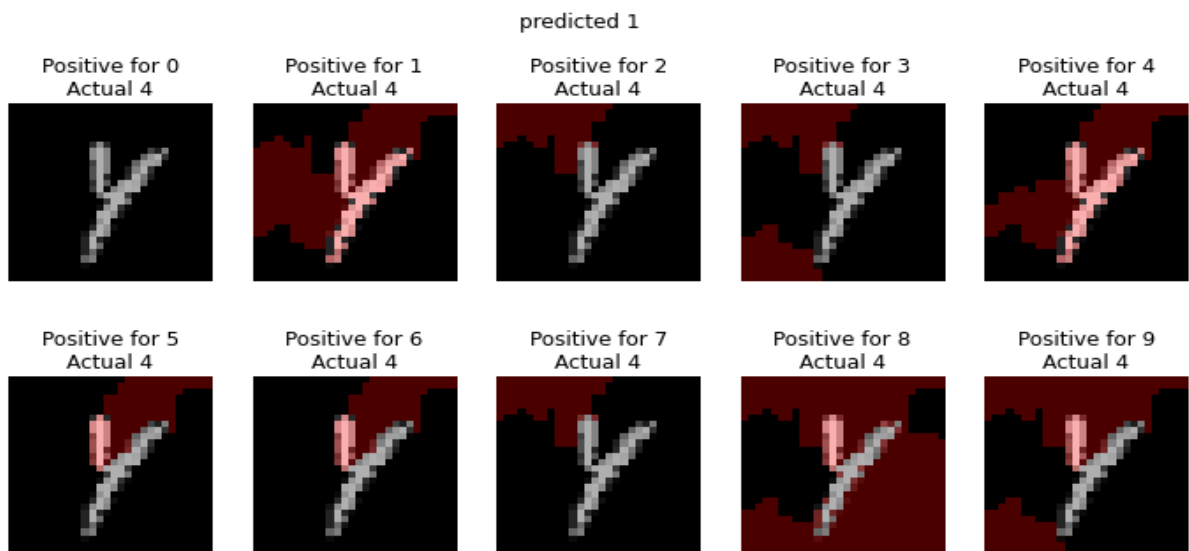 predicted 1
Positive for 0 Positive for 1 Positive for 2 Positive for 3 Positive for 4
Actual 4 Actual 4 Actual 4 Actual 4 Actual 4
Positive for 5 Positive for 6 Positive for 7 Positive for 8 Positive for 9
Actual 4 Actual 4 Actual 4 Actual 4 Actual 4